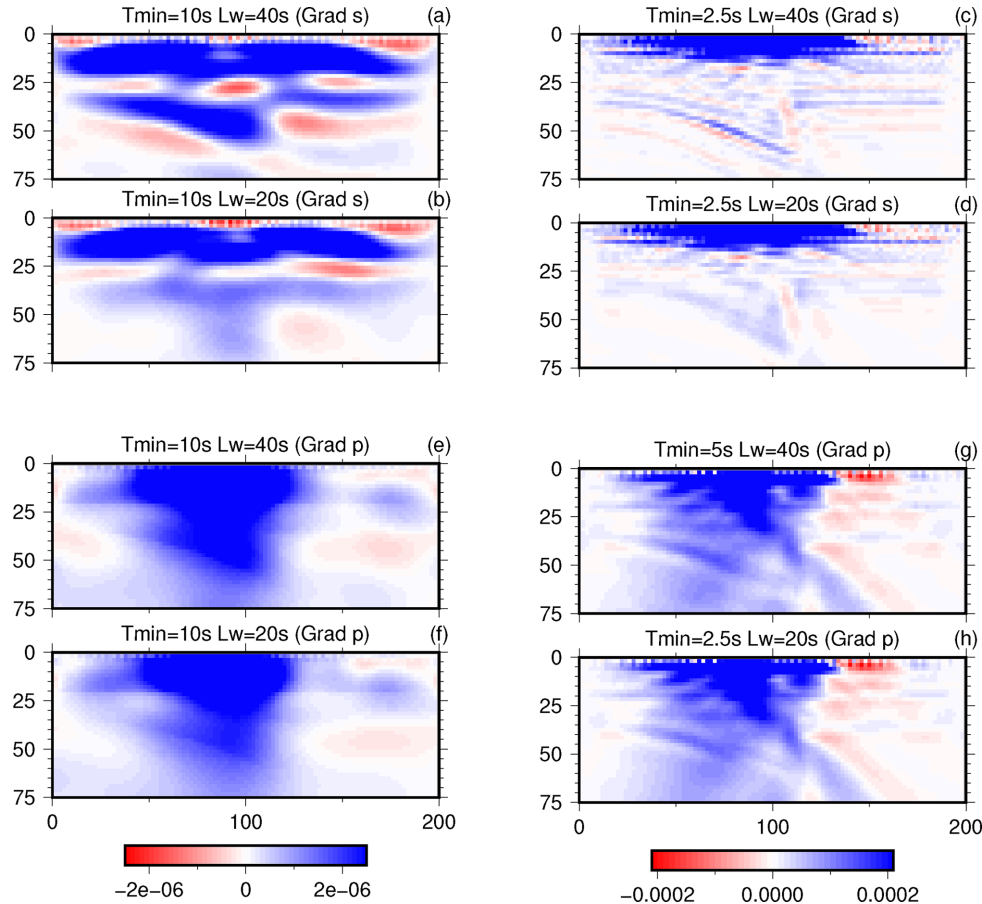 Tmin=10s Lw=40s (Grad s) (a)
0
25
50
75
Tmin=10s Lw=20s (Grad s) (b)
0
25
50
75
Tmin=2.5s Lw=40s (Grad s) (c)
0
25
50
75
Tmin=2.5s Lw=20s (Grad s) (d)
0
25
50
75
Tmin=10s Lw=40s (Grad p) (e)
0
25
50
75
Tmin=10s Lw=20s (Grad p) (f)
0
25
50
75
0 100 200
−2e−06 0 2e−06
Tmin=5s Lw=40s (Grad p) (g)
0
25
50
75
Tmin=2.5s Lw=20s (Grad p) (h)
0
25
50
75
0 100 200
−0.0002 0.0000 0.0002